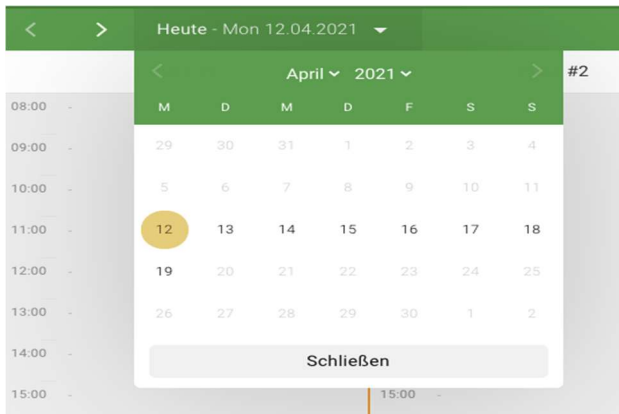 < > Heute - Mon 12.04.2021
< April 2021 > #2
M D M D F S S
08:00 -
29 30 31 1 2 3 4
09:00 -
5 6 7 8 9 10 11
10:00 -
12 13 14 15 16 17 18
11:00 -
19 20 21 22 23 24 25
12:00 -
26 27 28 29 30 1 2
13:00 -
14:00 -
Schließen
15:00 - 15:00 -